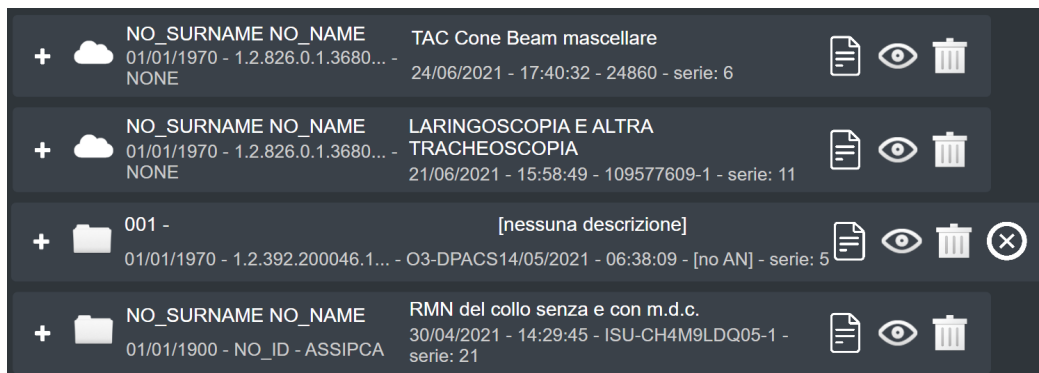 NO_SURNAME NO_NAME
01/01/1970 - 1.2.826.0.1.3680... -
NONE
TAC Cone Beam mascellare
24/06/2021 - 17:40:32 - 24860 - serie: 6
NO_SURNAME NO_NAME
01/01/1970 - 1.2.826.0.1.3680... -
NONE
LARINGOSCOPIA E ALTRA
TRACHEOSCOPIA
21/06/2021 - 15:58:49 - 109577609-1 - serie: 11
001 -
[nessuna descrizione]
01/01/1970 - 1.2.392.200046.1... - O3-DPACS14/05/2021 - 06:38:09 - [no AN] - serie: 5
NO_SURNAME NO_NAME
01/01/1900 - NO_ID - ASSIPCA
RMN del collo senza e con m.d.c.
30/04/2021 - 14:29:45 - ISU-CH4M9LDQ05-1 -
serie: 21